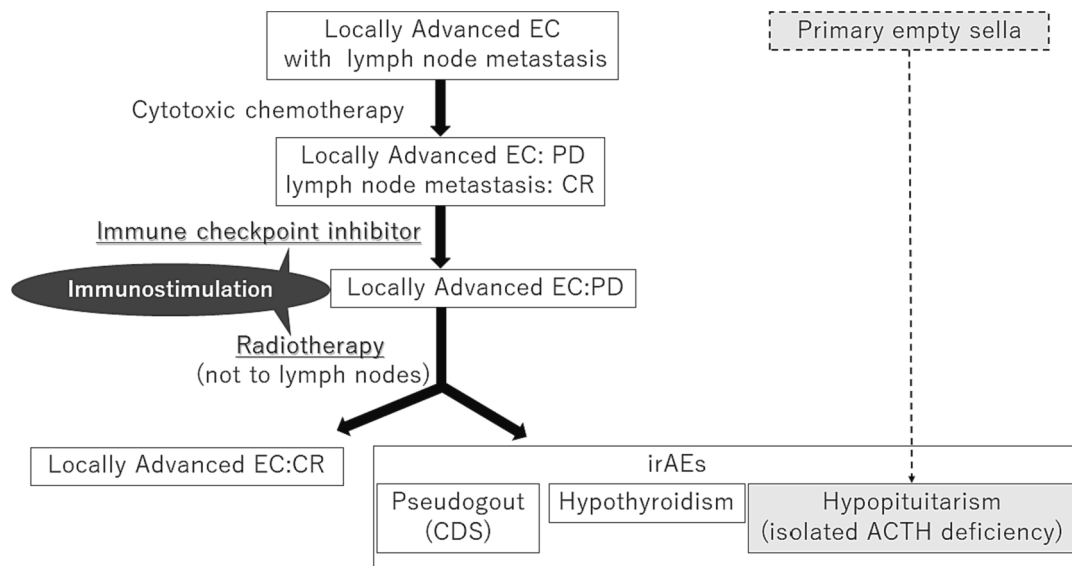 Locally Advanced EC
with lymph node metastasis
Primary empty sella
Cytotoxic chemotherapy
Locally Advanced EC: PD
lymph node metastasis: CR
Immune checkpoint inhibitor
Immunostimulation
Locally Advanced EC:PD
Radiotherapy
(not to lymph nodes)
Locally Advanced EC:CR
irAEs
Pseudogout
(CDS)
Hypothyroidism
Hypopituitarism
(isolated ACTH deficiency)